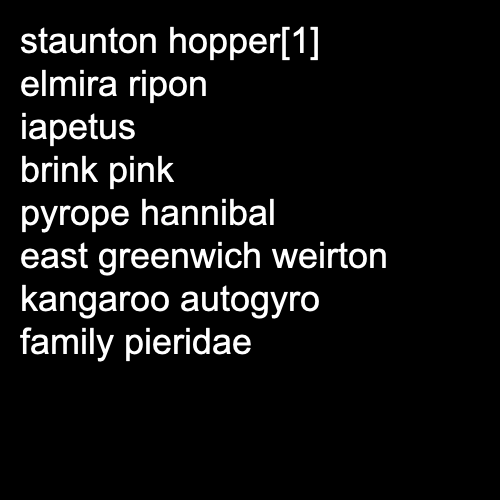 staunton hopper[1]
elmira ripon
iapetus
brink pink
pyrope hannibal
east greenwich weirton
kangaroo autogyro
family pieridae